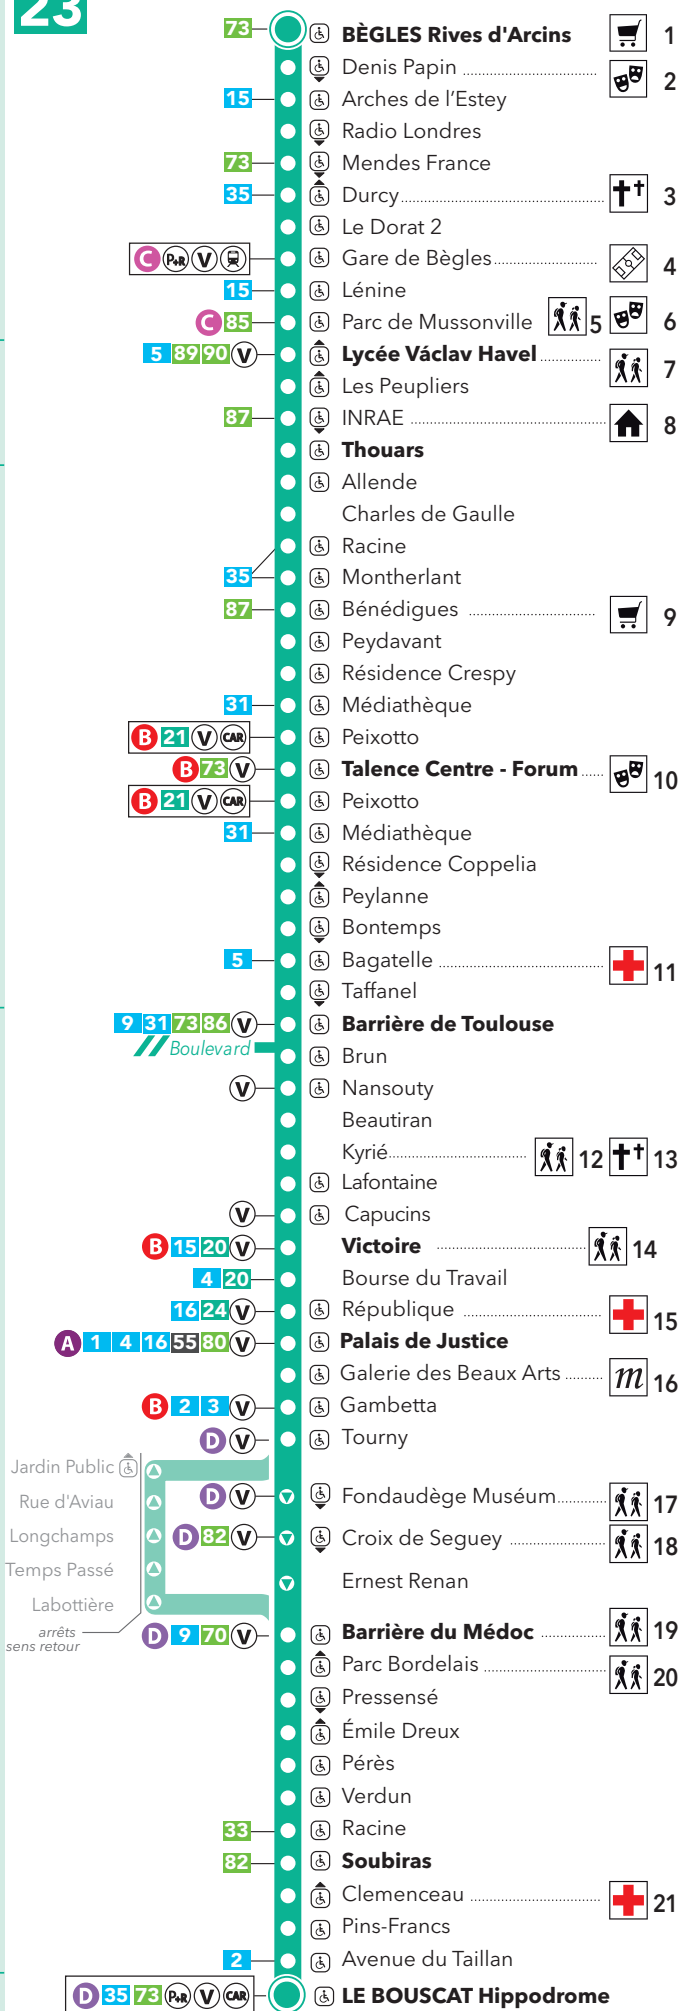 23
73 BÈGLES Rives d'Arcins 1
Denis Papin 2
15 Arches de l'Estey
Radio Londres
73 Mendes France
35 Durcy 3
Le Dorat 2
C P+R V Gare de Bègles 4
15 Lénine
C 85 Parc de Mussonville 5 6
5 89 90 V Lycée Václav Havel 7
Les Peupliers
87 INRAE 8
Thouars
Allende
Charles de Gaulle
Racine
35 Montherlant
87 Bénédigues 9
Peydavant
Résidence Crespy
31 Médiathèque
B 21 V CAR Peixotto
B 73 V Talence Centre - Forum 10
B 21 V CAR Peixotto
31 Médiathèque
Résidence Coppelia
Peylanne
Bontemps
5 Bagatelle 11
Taffanel
9 31 73 86 V Barrière de Toulouse
Boulevard
Brun
V Nansouty
Beautiran
Kyrié 12 13
Lafontaine
V Capucins
B 15 20 V Victoire 14
4 20 Bourse du Travail
16 24 V République 15
A 1 4 16 55 80 V Palais de Justice
Galerie des Beaux Arts m 16
B 2 3 V Gambetta
D V Tourny
Jardin Public
D V Fondaudège Muséum 17
Rue d'Aviau
D 82 V Croix de Seguey 18
Longchamps
Temps Passé
Ernest Renan
Labottière
arrêts
sens retour
D 9 70 V Barrière du Médoc 19
Parc Bordelais 20
Pressensé
Émile Dreux
Pérès
Verdun
33 Racine
82 Soubiras
Clemenceau 21
Pins-Francs
2 Avenue du Taillan
D 35 73 P+R V CAR LE BOUSCAT Hippodrome